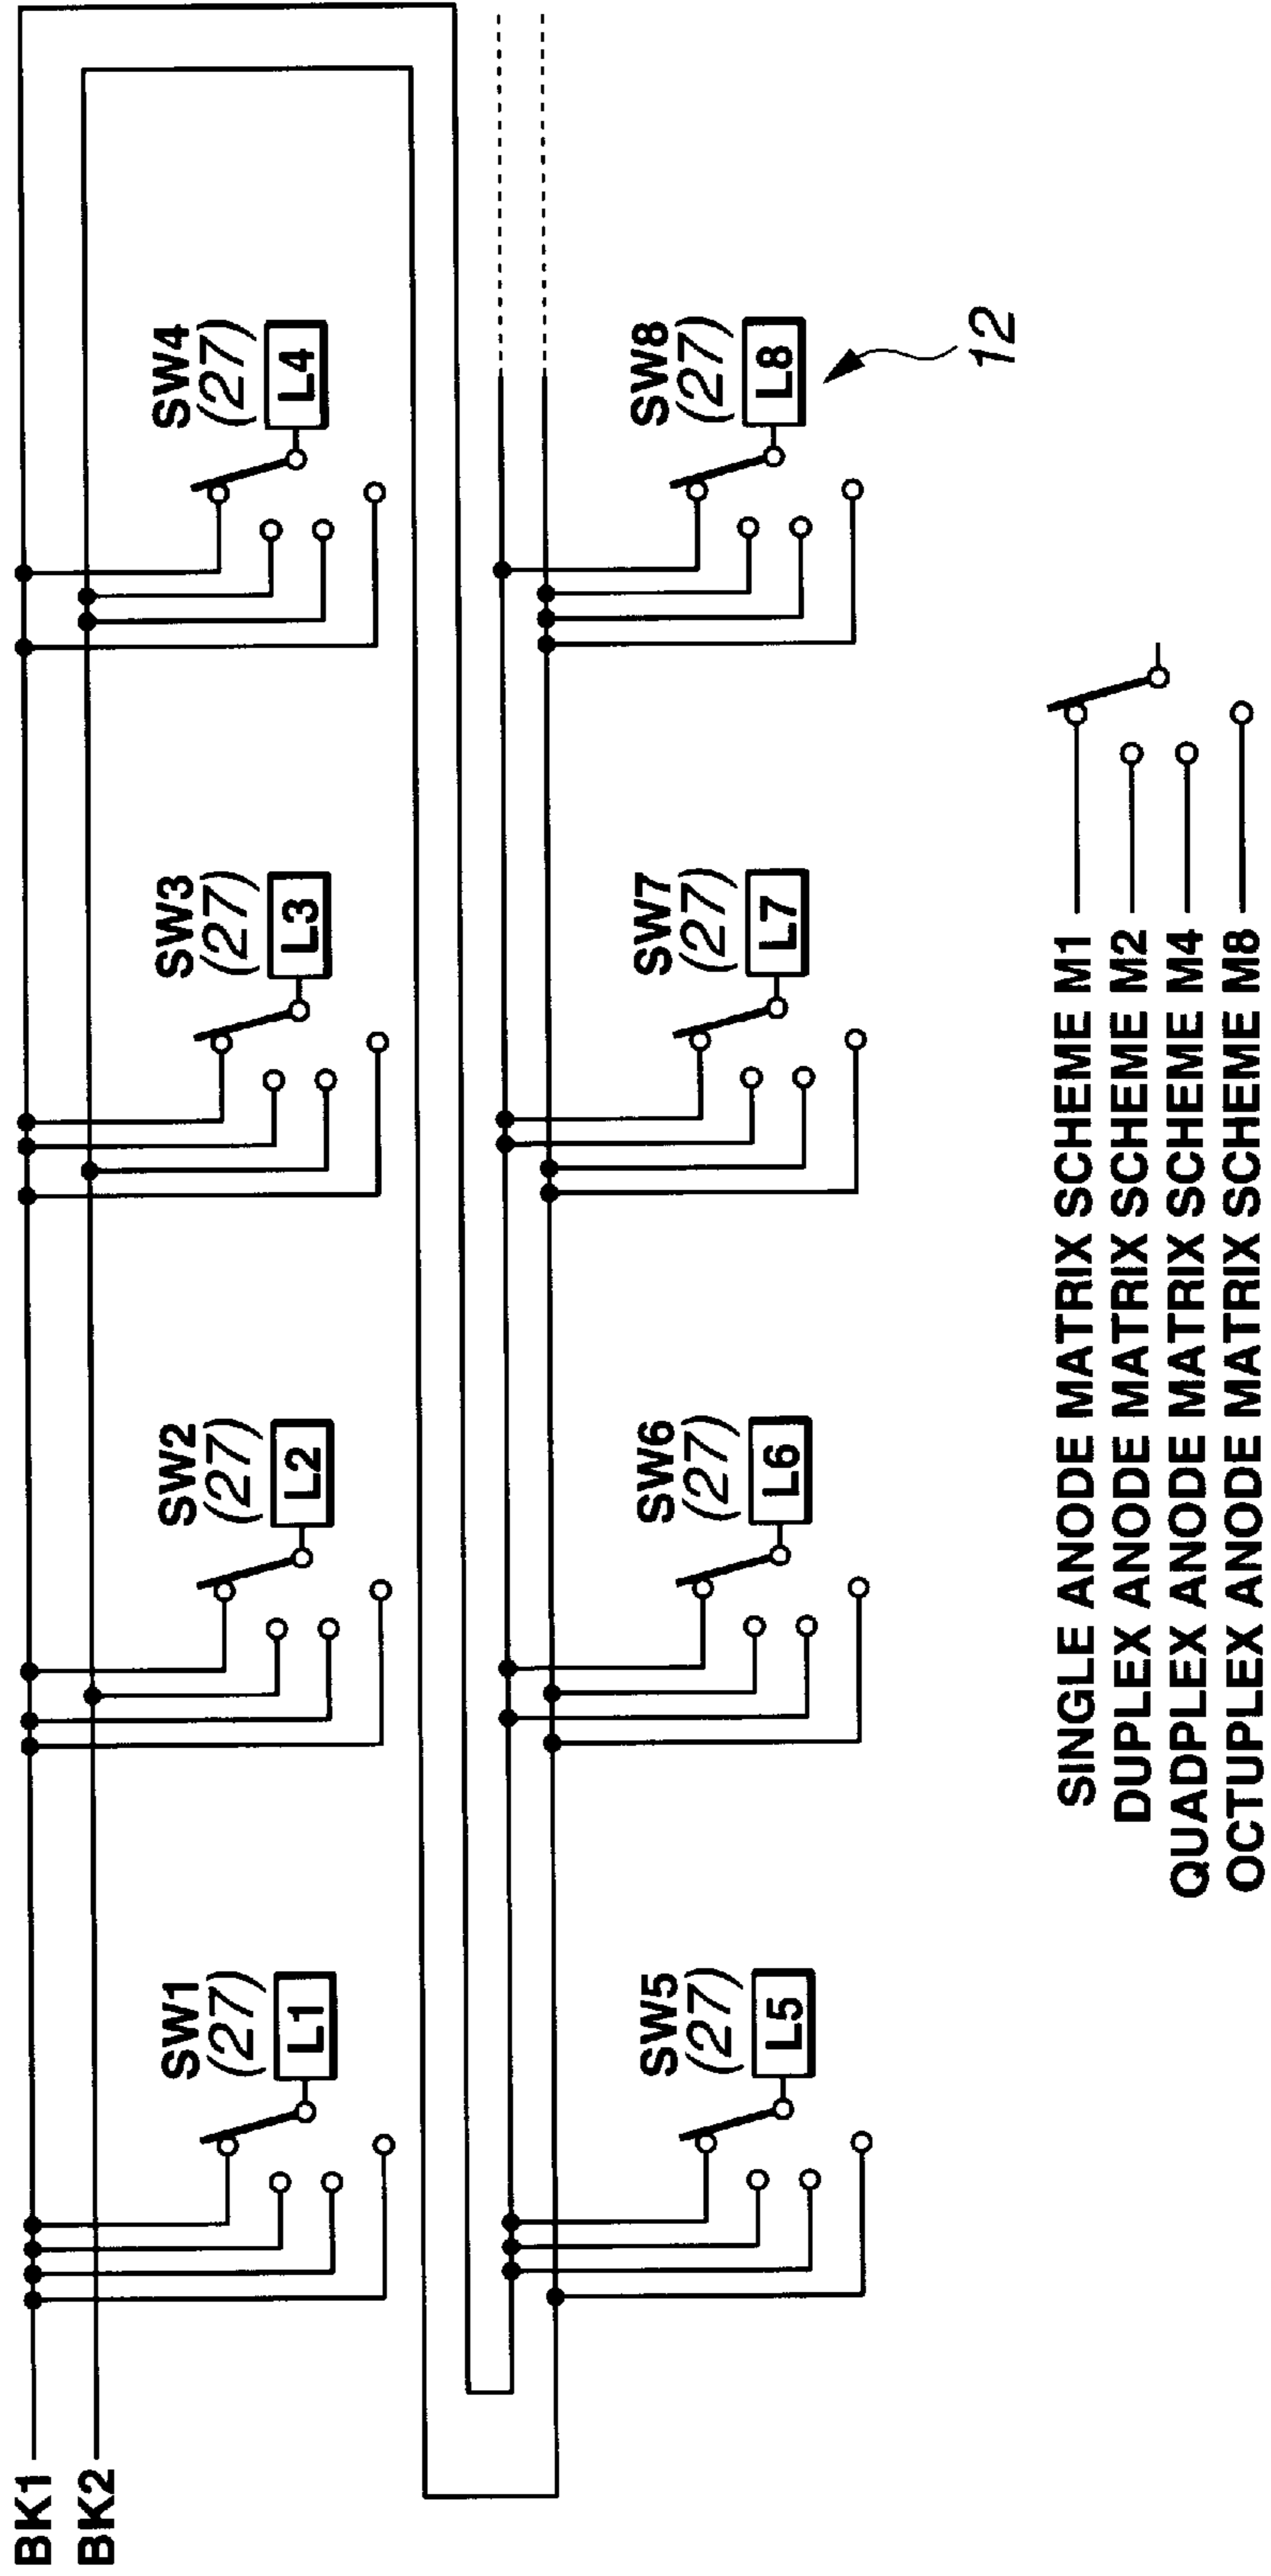 BK1
BK2
SW1
(27)
L1
SW2
(27)
L2
SW3
(27)
L3
SW4
(27)
L4
SW5
(27)
L5
SW6
(27)
L6
SW7
(27)
L7
SW8
(27)
L8
12
SINGLE ANODE MATRIX SCHEME M1
DUPLEX ANODE MATRIX SCHEME M2
QUADPLEX ANODE MATRIX SCHEME M4
OCTUPLEX ANODE MATRIX SCHEME M8